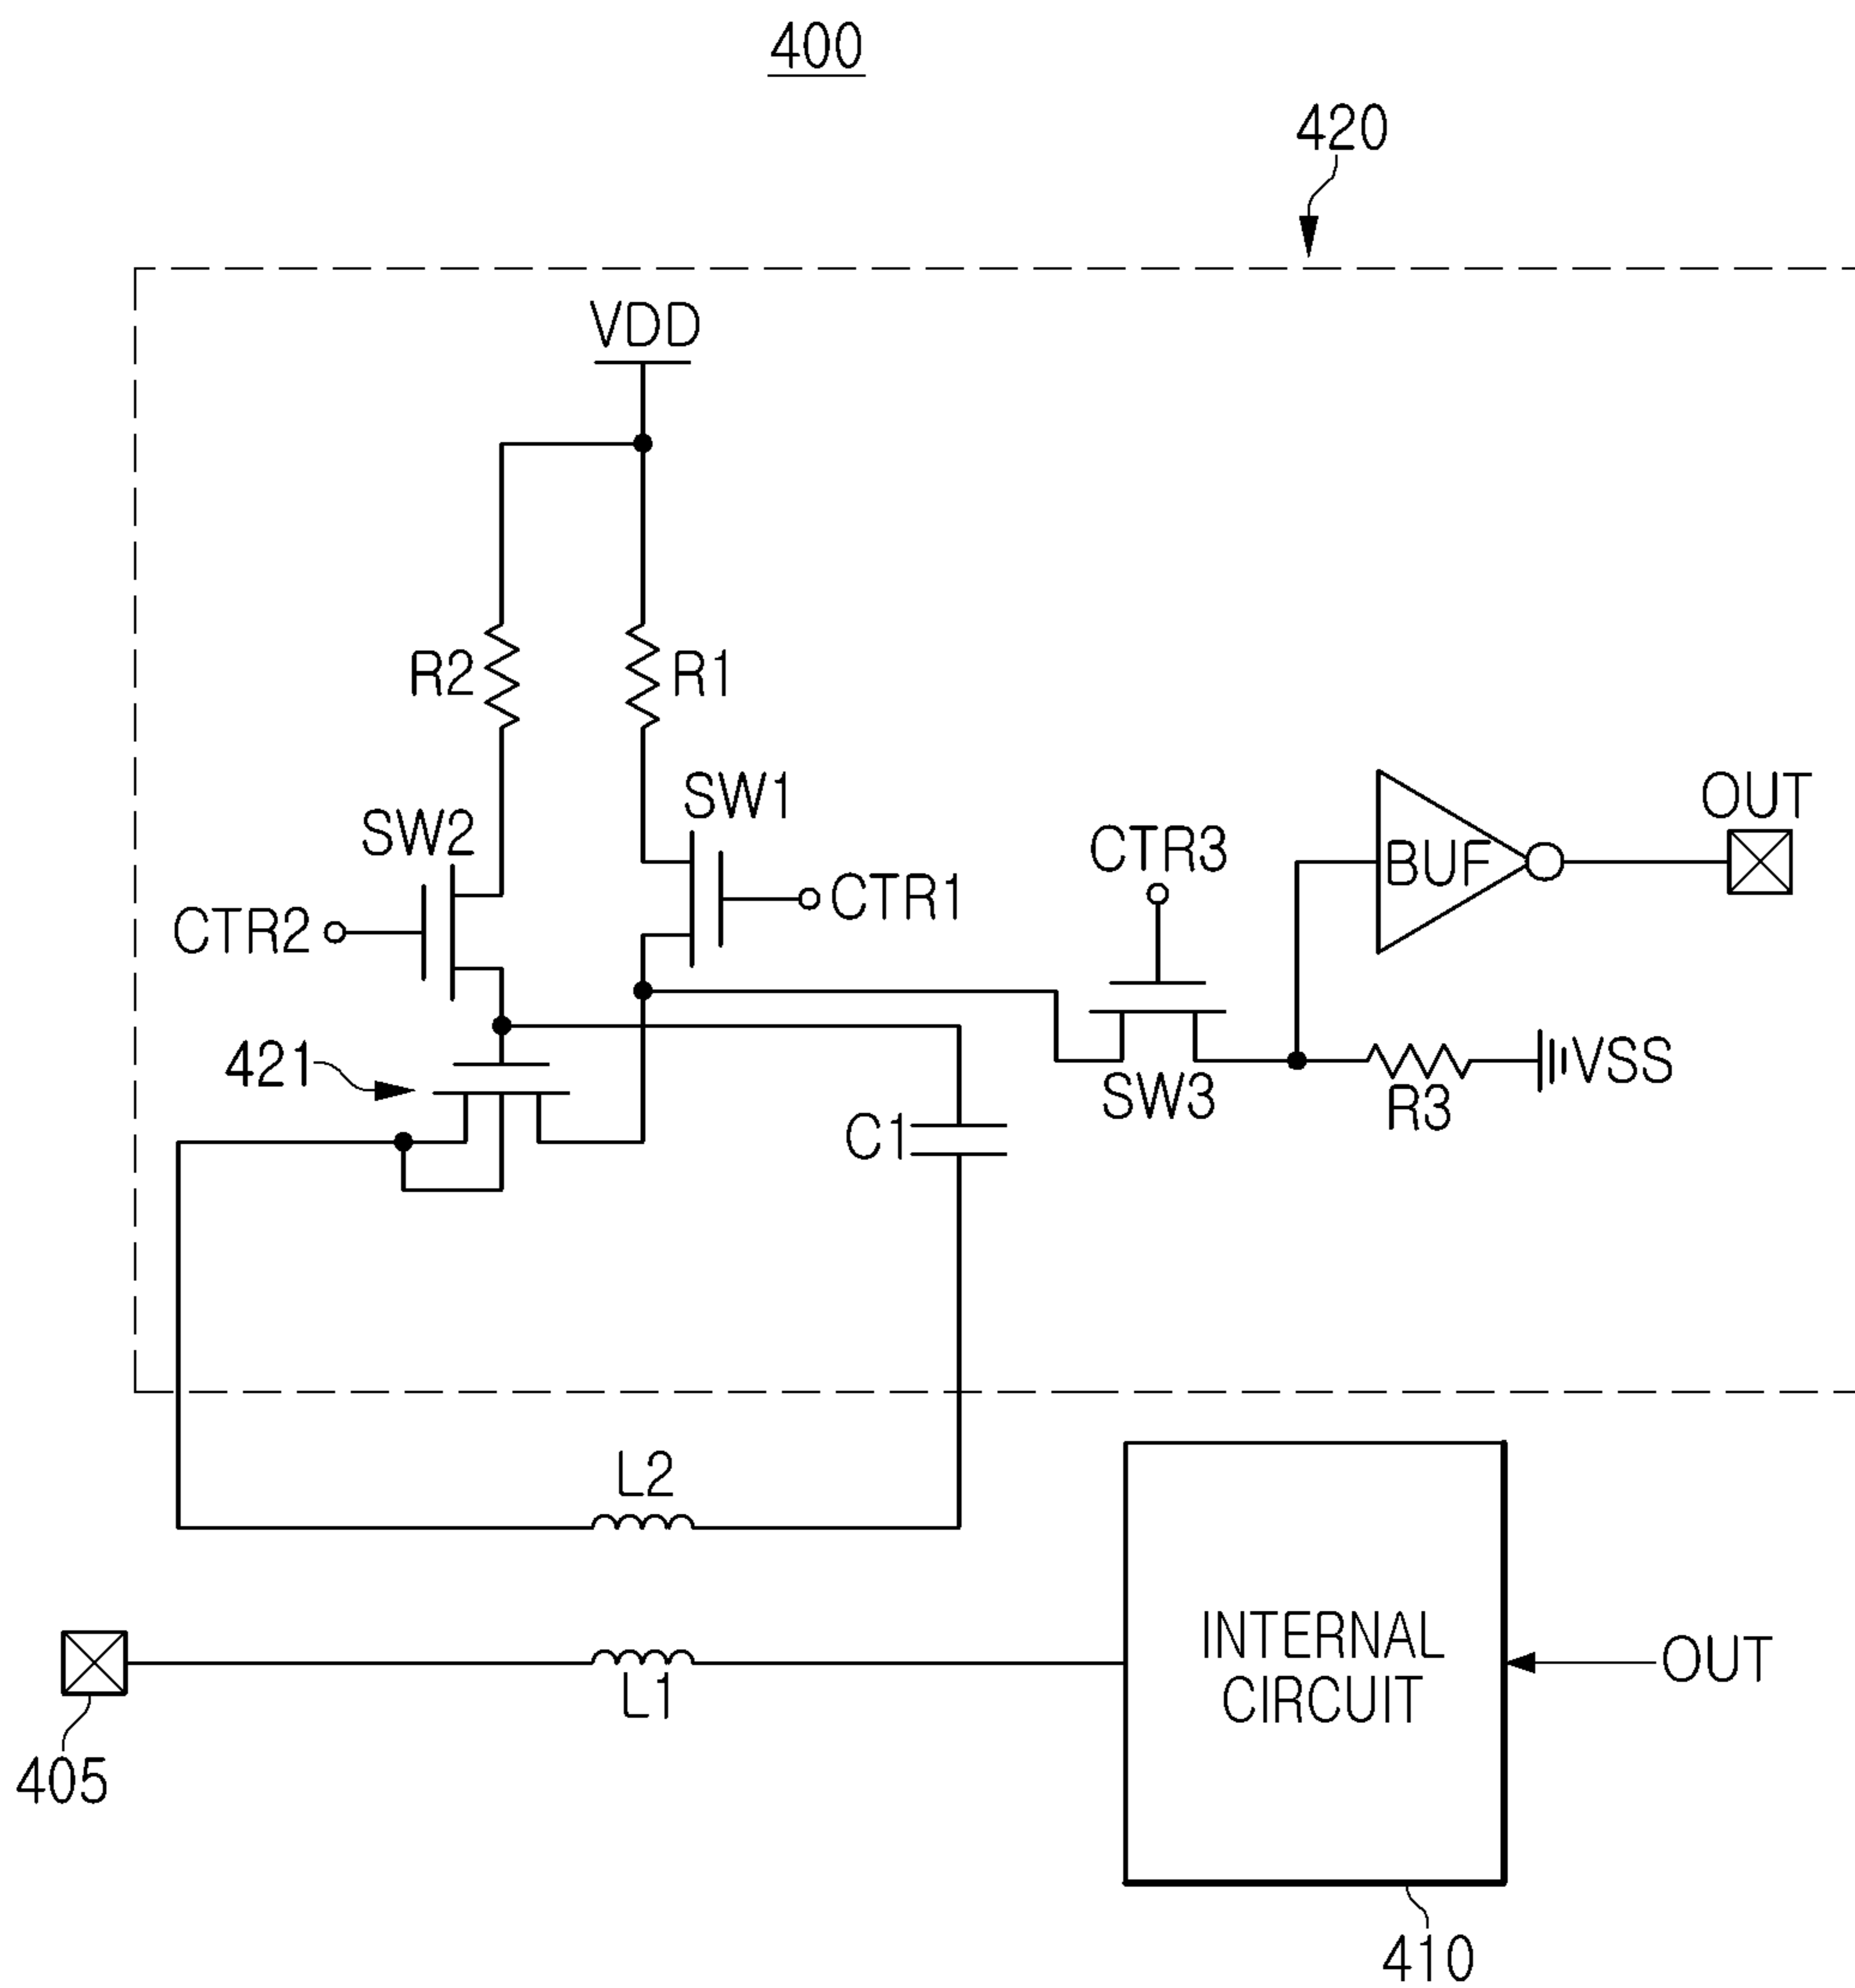 400
420
VDD
R2
R1
SW1
SW2
CTR3
BUF
OUT
CTR2
CTR1
421
SW3
R3
VSS
C1
L2
L1
INTERNAL
CIRCUIT
OUT
405
410